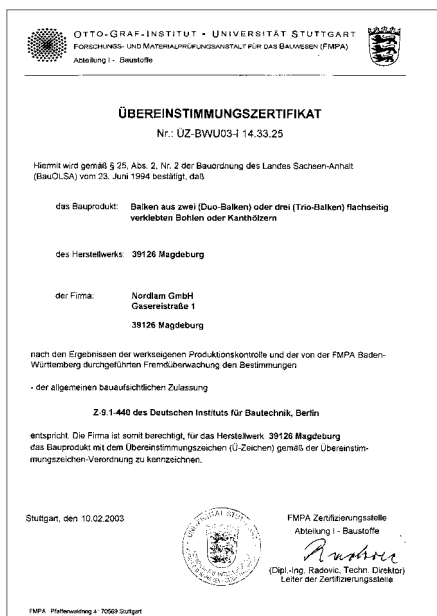 OTTO-GRAF-INSTITUT • UNIVERSITÄT STUTTGART
FORSCHUNGS- UND MATERIALPRÜFUNGSANSTALT FÜR DAS BAUWESEN (FMPA)
Abteilung I - Baustoffe
ÜBEREINSTIMMUNGSZERTIFIKAT
Nr.: ÜZ-BWU03-I 14.33.25
Hiermit wird gemäß § 25, Abs. 2, Nr. 2 der Bauordnung des Landes Sachsen-Anhalt
(BauOLSA) vom 23. Juni 1994 bestätigt, daß
das Bauprodukt: Balken aus zwei (Duo-Balken) oder drei (Trio-Balken) flachseitig
verklebten Bohlen oder Kanthölzern
des Herstellwerks: 39126 Magdeburg
der Firma: Nordlam GmbH
Gasereistraße 1
39126 Magdeburg
nach den Ergebnissen der werkseigenen Produktionskontrolle und der von der FMPA Baden-
Württemberg durchgeführten Fremdüberwachung den Bestimmungen
- der allgemeinen bauaufsichtlichen Zulassung
Z-9.1-440 des Deutschen Instituts für Bautechnik, Berlin
entspricht. Die Firma ist somit berechtigt, für das Herstellwerk 39126 Magdeburg
das Bauprodukt mit dem Übereinstimmungszeichen (Ü-Zeichen) gemäß der Übereinstim-
mungszeichen-Verordnung zu kennzeichnen.
Stuttgart, den 10.02.2003
FMPA Zertifizierungsstelle
Abteilung I - Baustoffe
(Dipl.-Ing. Radovic, Techn. Direktor)
Leiter der Zertifizierungsstelle
FMPA Pfaffenwaldring 4 70569 Stuttgart